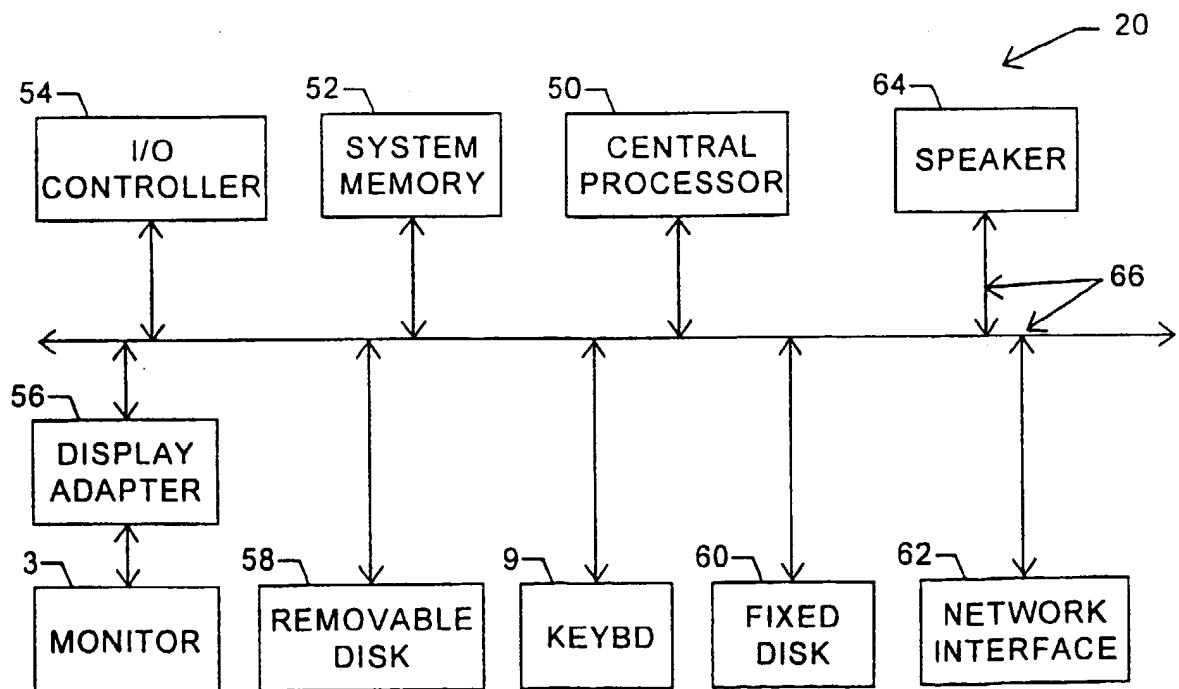 20
54
52
50
64
I/O
CONTROLLER
SYSTEM
MEMORY
CENTRAL
PROCESSOR
SPEAKER
66
56
DISPLAY
ADAPTER
3
58
9
60
62
MONITOR
REMOVABLE
DISK
KEYBD
FIXED
DISK
NETWORK
INTERFACE